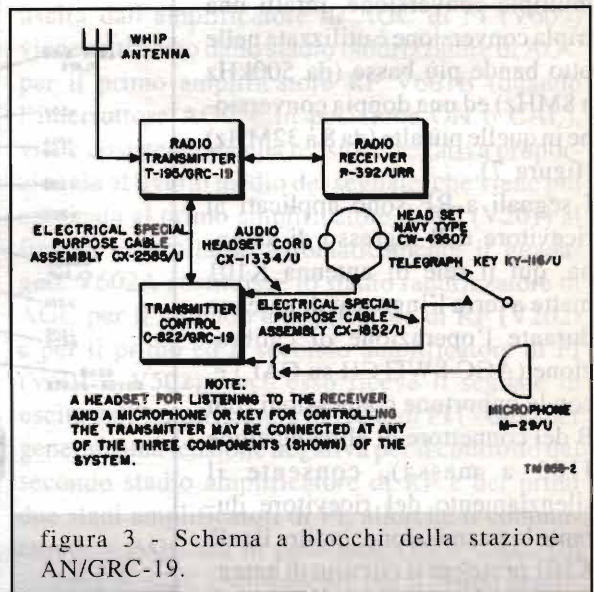 WHIP
ANTENNA
RADIO
TRANSMITTER
T-195/GRC-19
RADIO
RECEIVER
R-392/URR
ELECTRICAL SPECIAL
PURPOSE CABLE
ASSEMBLY CX-2585/U
AUDIO
HEADSET CORD
CX-1334/U
HEAD SET
NAVY TYPE
CW-49507
TELEGRAPH KEY KY-116/U
TRANSMITTER
CONTROL
C-822/GRC-19
ELECTRICAL SPECIAL
PURPOSE CABLE
ASSEMBLY CX-1852/U
MICROPHONE
M-29/U
NOTE:
A HEADSET FOR LISTENING TO THE RECEIVER
AND A MICROPHONE OR KEY FOR CONTROLLING
THE TRANSMITTER MAY BE CONNECTED AT ANY
OF THE THREE COMPONENTS (SHOWN) OF THE
SYSTEM.
TM 858-2
figura 3 - Schema a blocchi della stazione
AN/GRC-19.